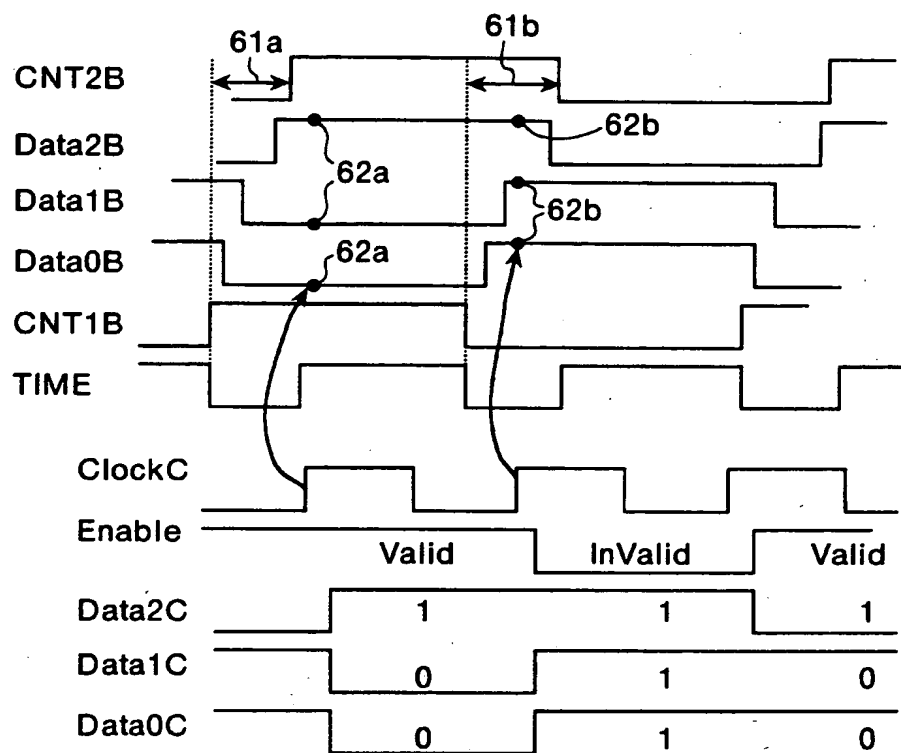 61a
61b
CNT2B
Data2B
62b
62a
Data1B
62b
Data0B
62a
CNT1B
TIME
ClockC
Enable
Valid InValid Valid
Data2C 1 1 1
Data1C 0 1 0
Data0C 0 1 0